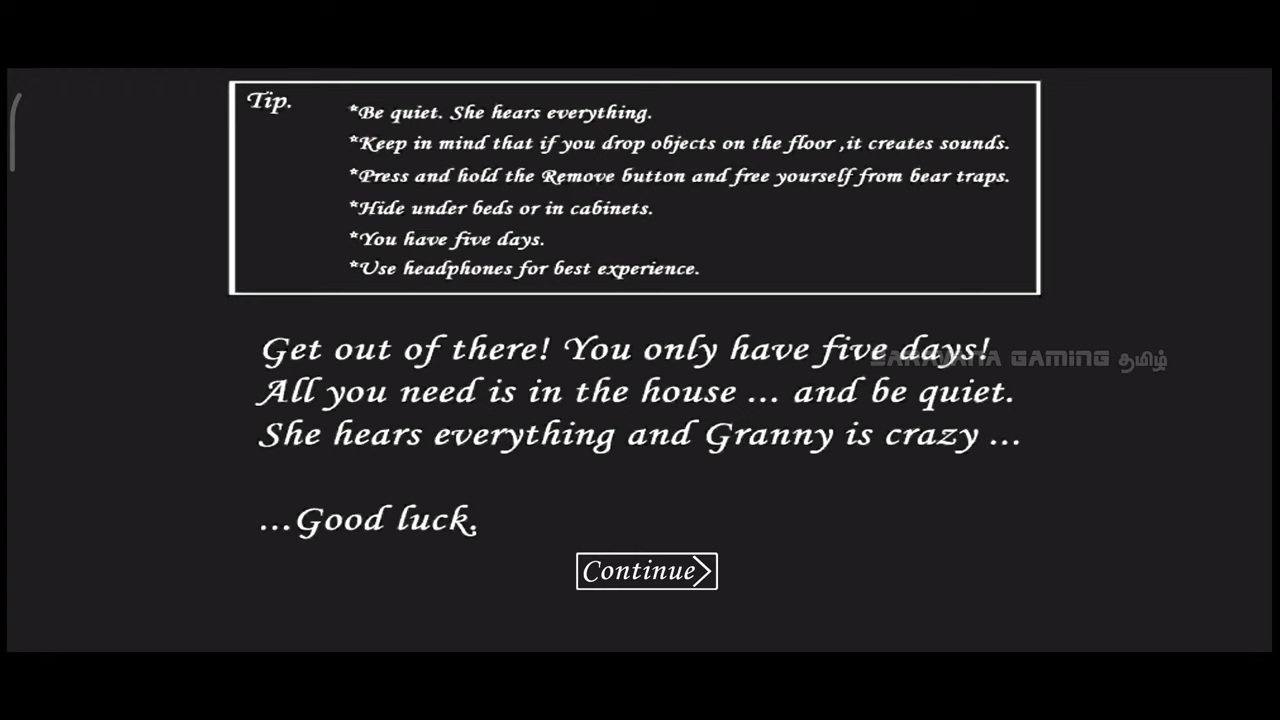 Tip.
*Be quiet. She hears everything.
*Keep in mind that if you drop objects on the floor ,it creates sounds.
*Press and hold the Remove button and free yourself from bear traps.
*Hide under beds or in cabinets.
*You have five days.
*Use headphones for best experience.
Get out of there! You only have five days!
SARAVANA GAMING தமிழ்
All you need is in the house ... and be quiet.
She hears everything and Granny is crazy ...
...Good luck.
Continue>